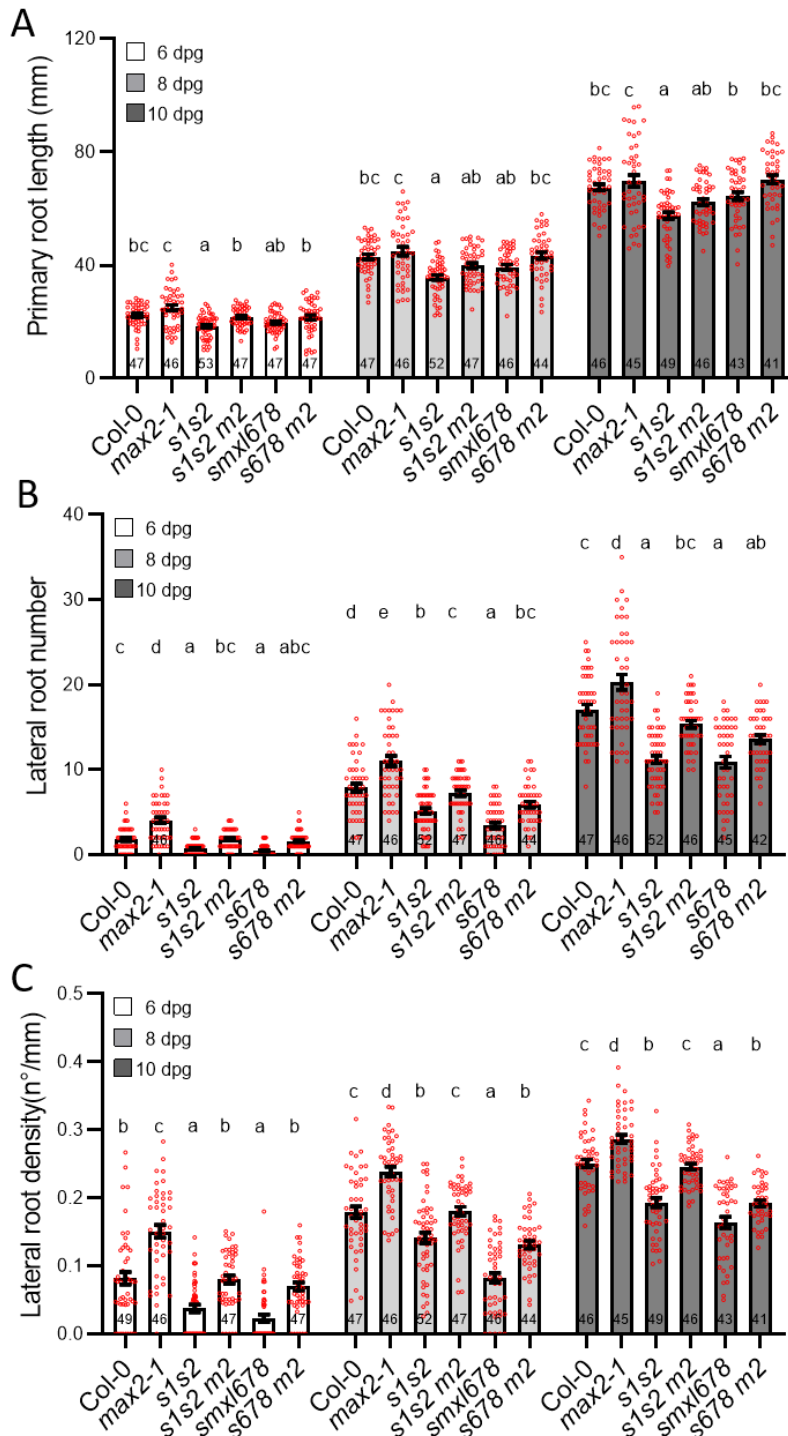 A
120
6 dpg
8 dpg
10 dpg
bc c a ab b bc
bc c a ab ab bc
bc c a b ab b
80
40
0
Primary root length (mm)
47 46 53 47 47 47 47 46 52 47 46 44 46 45 49 46 43 41
Col-0 max2-1 s1s2 s1s2 m2 smxl678 s678 m2 Col-0 max2-1 s1s2 s1s2 m2 smxl678 s678 m2 Col-0 max2-1 s1s2 s1s2 m2 smxl678 s678 m2
B
40
6 dpg
8 dpg
10 dpg
c d a bc a ab
d e b c a bc
c d a bc a abc
30
20
10
0
Lateral root number
46 47 46 52 47 46 44 47 46 52 46 45 42
Col-0 max2-1 s1s2 s1s2 m2 s678 s678 m2 Col-0 max2-1 s1s2 s1s2 m2 s678 s678 m2 Col-0 max2-1 s1s2 s1s2 m2 s678 s678 m2
C
0.5
6 dpg
8 dpg
10 dpg
c d b c a b
c d b c a b
b c a b a b
0.4
0.3
0.2
0.1
0.0
Lateral root density(n°/mm)
49 46 47 47 47 46 52 47 46 44 46 45 49 46 43 41
Col-0 max2-1 s1s2 s1s2 m2 smxl678 s678 m2 Col-0 max2-1 s1s2 s1s2 m2 smxl678 s678 m2 Col-0 max2-1 s1s2 s1s2 m2 smxl678 s678 m2